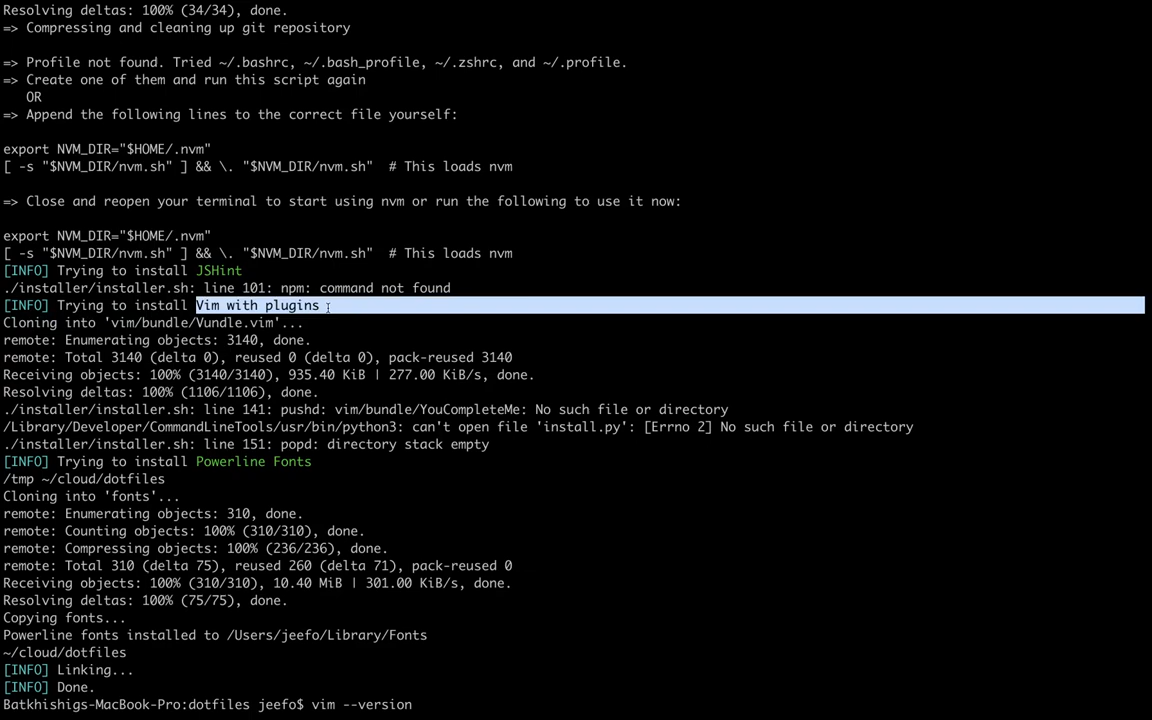 Resolving deltas: 100% (34/34), done.
=> Compressing and cleaning up git repository
=> Profile not found. Tried ~/.bashrc, ~/.bash_profile, ~/.zshrc, and ~/.profile.
=> Create one of them and run this script again
   OR
=> Append the following lines to the correct file yourself:
export NVM_DIR="$HOME/.nvm"
[ -s "$NVM_DIR/nvm.sh" ] && \. "$NVM_DIR/nvm.sh"  # This loads nvm
=> Close and reopen your terminal to start using nvm or run the following to use it now:
export NVM_DIR="$HOME/.nvm"
[ -s "$NVM_DIR/nvm.sh" ] && \. "$NVM_DIR/nvm.sh"  # This loads nvm
[INFO] Trying to install JSHint
./installer/installer.sh: line 101: npm: command not found
[INFO] Trying to install Vim with plugins
Cloning into 'vim/bundle/Vundle.vim'...
remote: Enumerating objects: 3140, done.
remote: Total 3140 (delta 0), reused 0 (delta 0), pack-reused 3140
Receiving objects: 100% (3140/3140), 935.40 KiB | 277.00 KiB/s, done.
Resolving deltas: 100% (1106/1106), done.
./installer/installer.sh: line 141: pushd: vim/bundle/YouCompleteMe: No such file or directory
/Library/Developer/CommandLineTools/usr/bin/python3: can't open file 'install.py': [Errno 2] No such file or directory
./installer/installer.sh: line 151: popd: directory stack empty
[INFO] Trying to install Powerline Fonts
/tmp ~/cloud/dotfiles
Cloning into 'fonts'...
remote: Enumerating objects: 310, done.
remote: Counting objects: 100% (310/310), done.
remote: Compressing objects: 100% (236/236), done.
remote: Total 310 (delta 75), reused 260 (delta 71), pack-reused 0
Receiving objects: 100% (310/310), 10.40 MiB | 301.00 KiB/s, done.
Resolving deltas: 100% (75/75), done.
Copying fonts...
Powerline fonts installed to /Users/jeefo/Library/Fonts
~/cloud/dotfiles
[INFO] Linking...
[INFO] Done.
Batkhishigs-MacBook-Pro:dotfiles jeefo$ vim --version